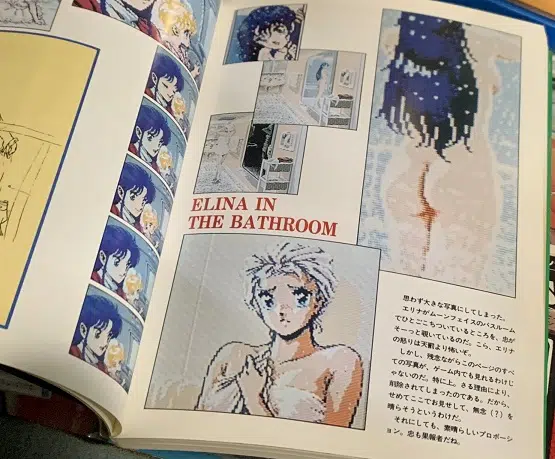 ELINA IN
THE BATHROOM
思わず大きな写真にしてしまった。
エリナがムーンフェイスのバスルーム
でひとごこちついているところを、忠が
そーっと覗いているのだ。こら、エリナ
の怒りは天罰より怖いぞ。
しかし、残念ながらこのページのすべ
ての写真が、ゲーム内でも見れるわけじ
ゃないのだ。特に上。さる理由により、
削除されてしまったのである。だから、
せめてここでお見せして、無念（？）を
晴らそうというわけだ。
それにしても、素晴らしいプロポーシ
ョン。忠も果報者だね。